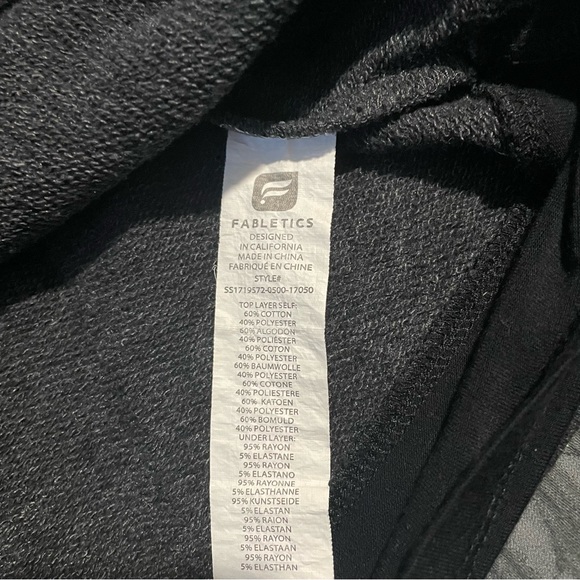 FABLETICS
DESIGNED
IN CALIFORNIA
MADE IN CHINA
FABRIQUÉ EN CHINE
STYLE#
SS1719572-0500-17050
TOP LAYER SELF:
60% COTTON
40% POLYESTER
60% ALGODON
40% POLIESTER
60% COTON
40% POLYESTER
60% BAUMWOLLE
40% POLYESTER
60% COTONE
40% POLIESTERE
60% KATOEN
40% POLYESTER
60% BOMULD
40% POLYESTER
UNDER LAYER:
95% RAYON
5% ELASTANE
95% RAYON
5% ELASTANO
95% RAYONNE
5% ELASTHANNE
95% KUNSTSEIDE
5% ELASTAN
95% RAION
5% ELASTAN
95% RAYON
5% ELASTAAN
95% RAYON
5% ELASTHAN